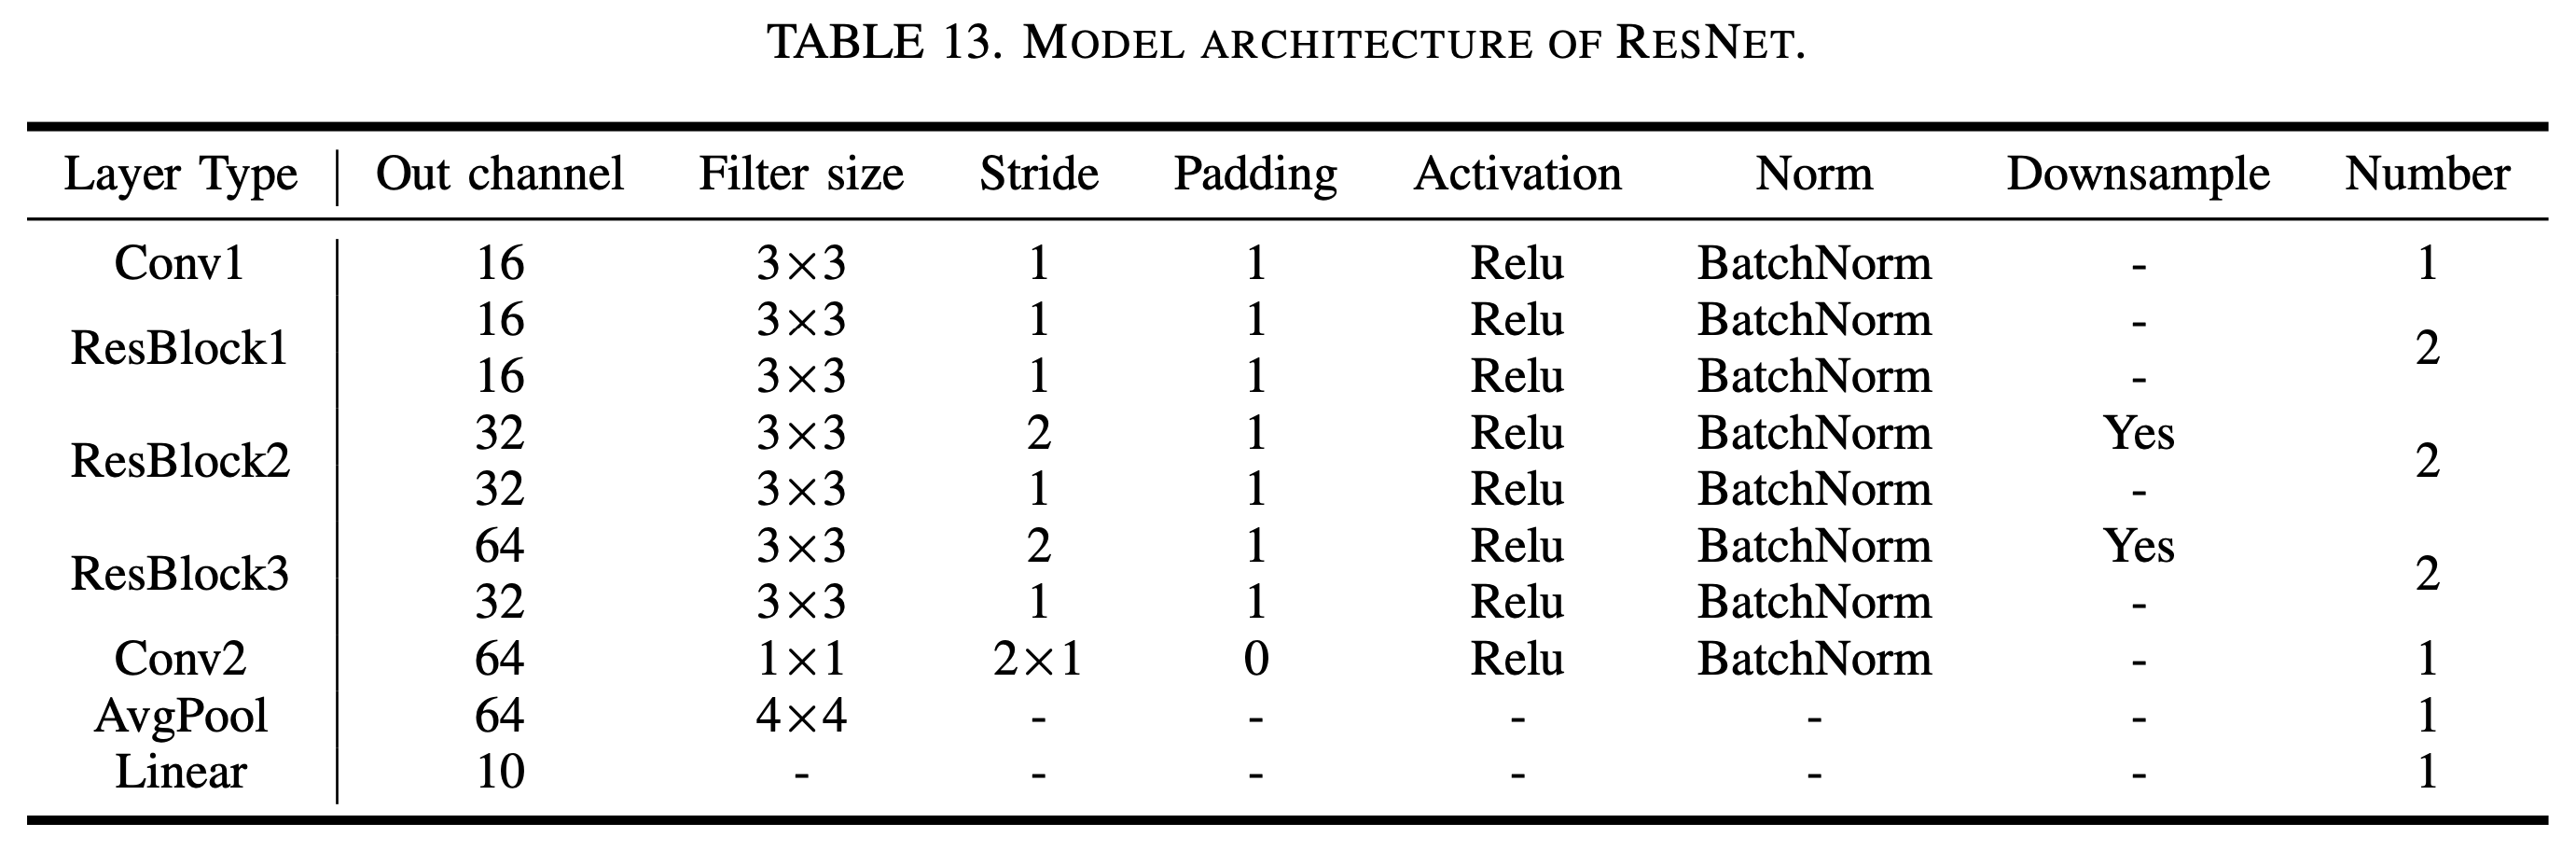 TABLE 13. MODEL ARCHITECTURE OF RESNET.
Layer Type Out channel Filter size Stride Padding Activation Norm Downsample Number
Conv1 16 3×3 1 1 Relu BatchNorm - 1
ResBlock1 16 3×3 1 1 Relu BatchNorm - 2
16 3×3 1 1 Relu BatchNorm -
ResBlock2 32 3×3 2 1 Relu BatchNorm Yes 2
32 3×3 1 1 Relu BatchNorm -
ResBlock3 64 3×3 2 1 Relu BatchNorm Yes 2
32 3×3 1 1 Relu BatchNorm -
Conv2 64 1×1 2×1 0 Relu BatchNorm - 1
AvgPool 64 4×4 - - - - - 1
Linear 10 - - - - - - 1